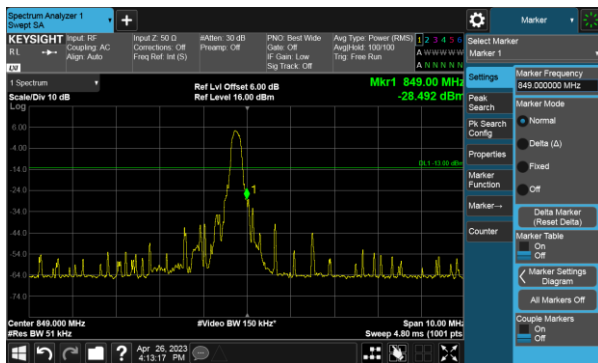 Spectrum Analyzer 1
Swept SA
Marker
KEYSIGHT
RL
LXI
Input: RF
Coupling: AC
Align: Auto
Input Z: 50 Ω
Corrections: Off
Freq Ref: Int (S)
#Atten: 30 dB
Preamp: Off
PNO: Best Wide
Gate: Off
IF Gain: Low
Sig Track: Off
Avg Type: Power (RMS)
Avg|Hold: 100/100
Trig: Free Run
1 2 3 4 5 6
A W W W W W
A N N N N N
Select Marker
Marker 1
1 Spectrum
Scale/Div 10 dB
Log
Ref Lvl Offset 6.00 dB
Ref Level 16.00 dBm
Mkr1 849.00 MHz
-28.492 dBm
6.00
-4.00
-14.0
-24.0
-34.0
-44.0
-54.0
-64.0
-74.0
DL1 -13.00 dBm
1
Center 849.000 MHz
#Res BW 51 kHz
#Video BW 150 kHz*
Span 10.00 MHz
Sweep 4.80 ms (1001 pts)
Settings
Peak
Search
Pk Search
Config
Properties
Marker
Function
Marker→
Counter
Marker Frequency
849.000000 MHz
Marker Mode
Normal
Delta (Δ)
Fixed
Off
Delta Marker
(Reset Delta)
Marker Table
On
Off
Marker Settings
Diagram
All Markers Off
Couple Markers
On
Off
Apr 26, 2023
4:13:17 PM